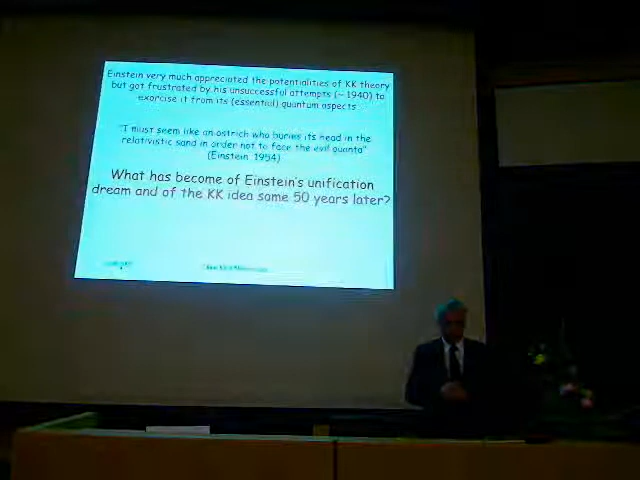 Einstein very much appreciated the potentialities of KK theory
but got frustrated by his unsuccessful attempts (~ 1940) to
exorcise it from its (essential) quantum aspects
"I must seem like an ostrich who buries its head in the
relativistic sand in order not to face the evil quanta"
(Einstein 1954)
What has become of Einstein's unification
dream and of the KK idea some 50 years later?